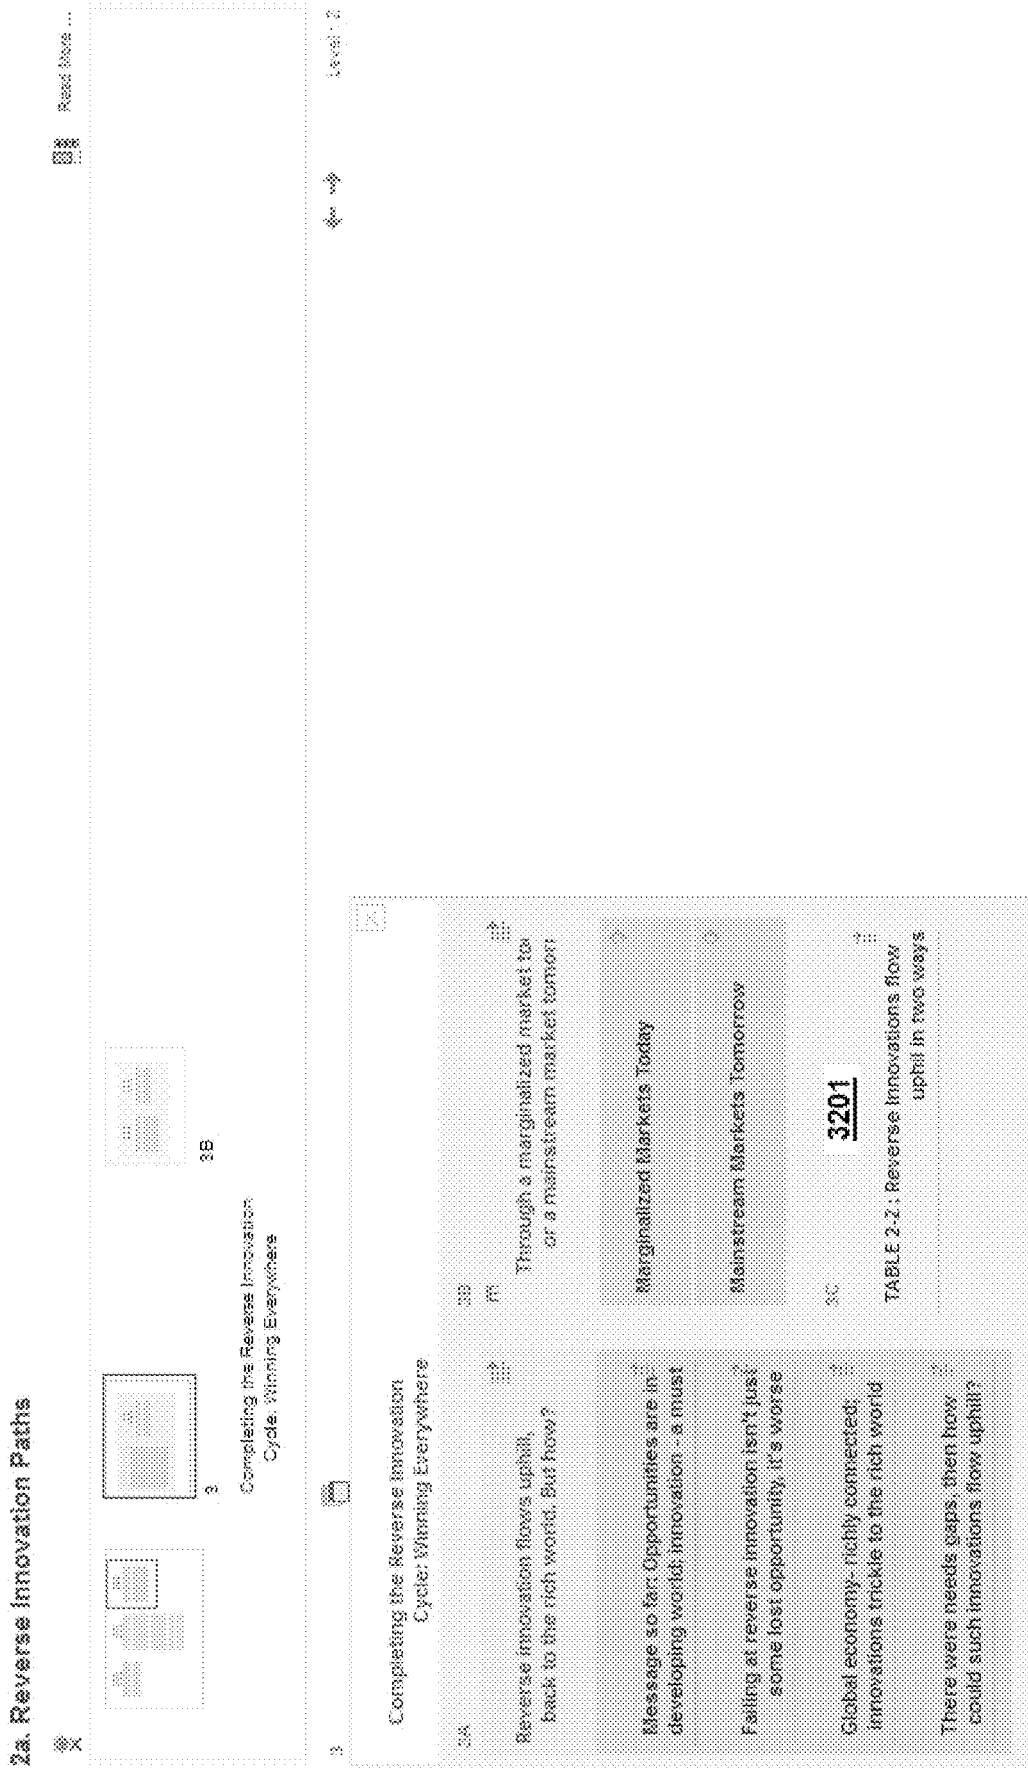 2a. Reverse Innovation Paths
Read More ...
3
3B
Completing the Reverse Innovation
Cycle: Winning Everywhere
3
Level : 2
Completing the Reverse Innovation
Cycle: Winning Everywhere
3A
Reverse innovation flows uphill,
back to the rich world. But how?
Message so far: Opportunities are in
developing world; innovation - a must
Failing at reverse innovation isn't just
some lost opportunity, it's worse
Global economy- richly connected;
innovations trickle to the rich world
There were needs gaps, then how
could such innovations flow uphill?
3B
m
Through a marginalized market to
or a mainstream market tomorr
Marginalized Markets Today
Mainstream Markets Tomorrow
3C
3201
TABLE 2-2 : Reverse Innovations flow
uphil in two ways